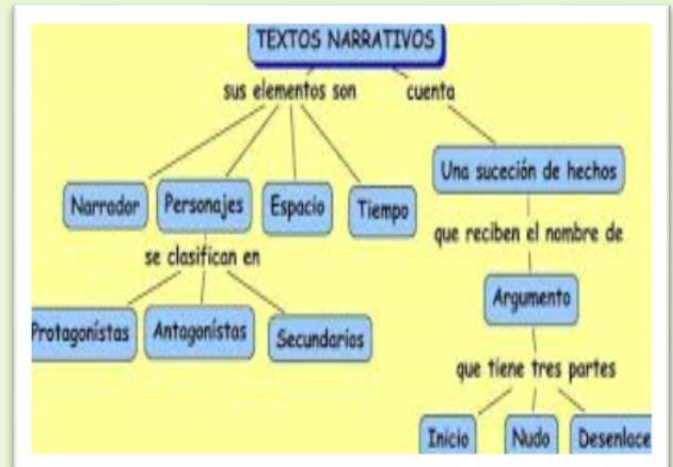 TEXTOS NARRATIVOS
sus elementos son
cuenta
Narrador
Personajes
Espacio
Tiempo
Una suceción de hechos
se clasifican en
que reciben el nombre de
Protagonistas
Antagonistas
Secundarios
Argumento
que tiene tres partes
Inicio
Nudo
Desenlace